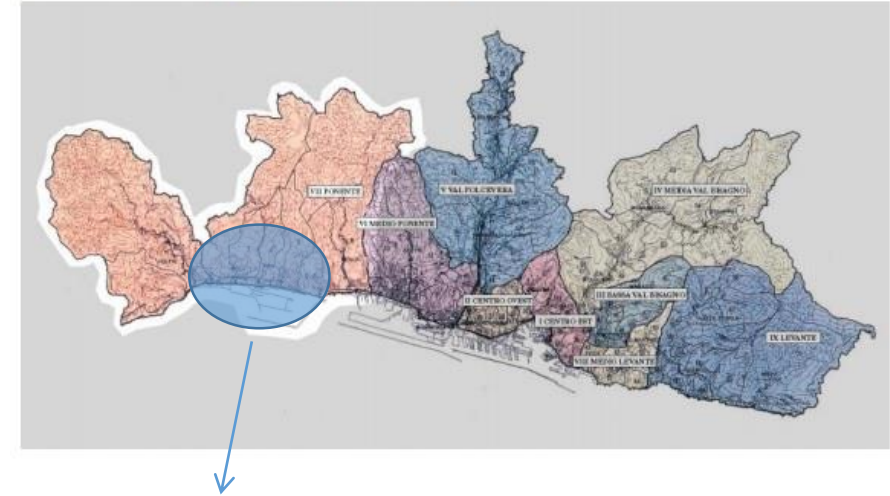 VII PONENTE
V VAL POLCEVERA
IV MEDIA VAL BISAGNO
VI MEDIO PONENTE
III BASSA VAL BISAGNO
II CENTRO OVEST
I CENTRO EST
IX LEVANTE
VIII MEDIO LEVANTE